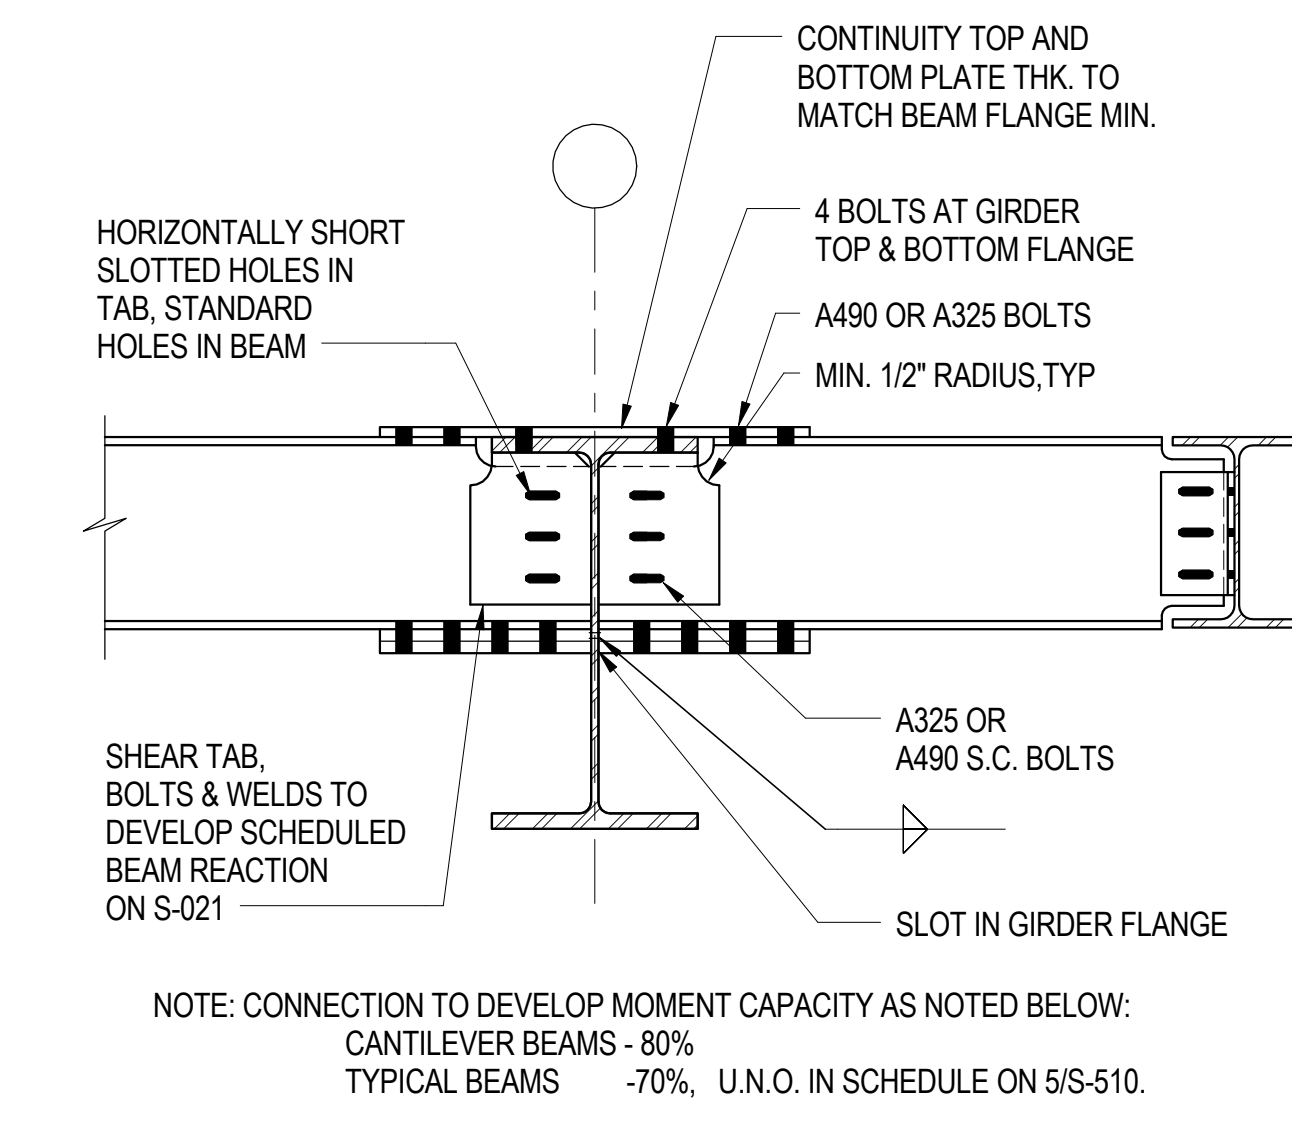 CONTINUITY TOP AND
BOTTOM PLATE THK. TO
MATCH BEAM FLANGE MIN.
4 BOLTS AT GIRDER
TOP & BOTTOM FLANGE
HORIZONTALLY SHORT
SLOTTED HOLES IN
TAB, STANDARD
HOLES IN BEAM
A490 OR A325 BOLTS
MIN. 1/2" RADIUS,TYP
A325 OR
A490 S.C. BOLTS
SHEAR TAB,
BOLTS & WELDS TO
DEVELOP SCHEDULED
BEAM REACTION
ON S-021
SLOT IN GIRDER FLANGE
NOTE: CONNECTION TO DEVELOP MOMENT CAPACITY AS NOTED BELOW:
CANTILEVER BEAMS - 80%
TYPICAL BEAMS -70%, U.N.O. IN SCHEDULE ON 5/S-510.